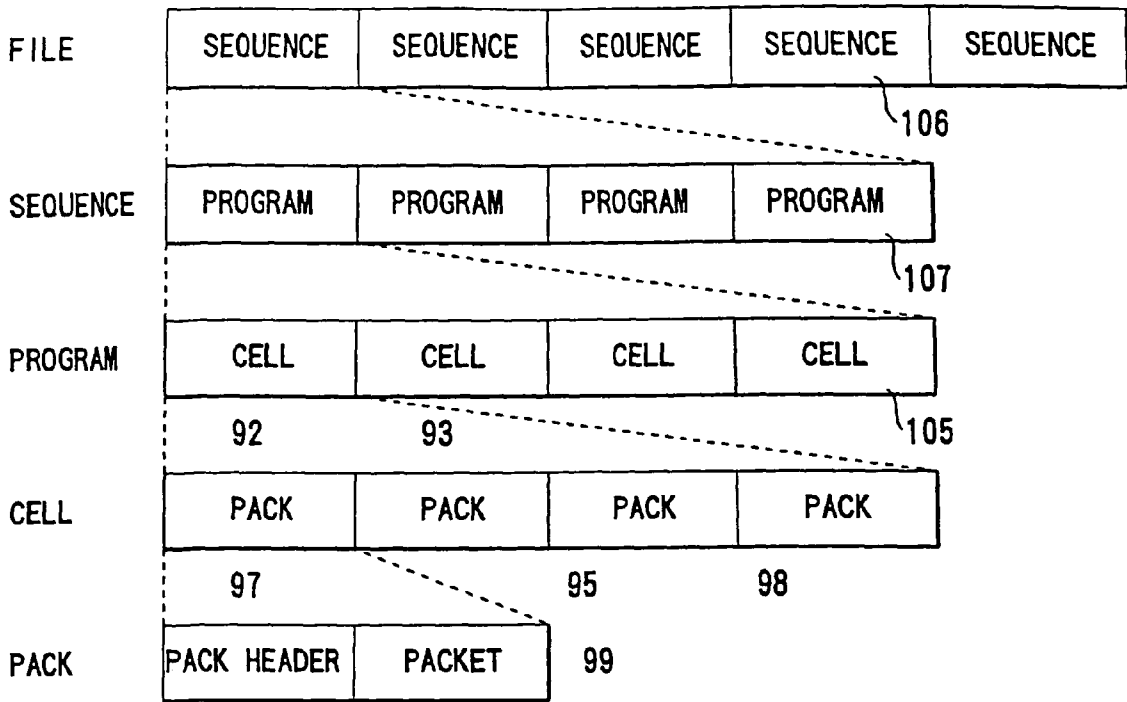 FILE SEQUENCE SEQUENCE SEQUENCE SEQUENCE SEQUENCE
106
SEQUENCE PROGRAM PROGRAM PROGRAM PROGRAM
107
PROGRAM CELL CELL CELL CELL
92 93 105
CELL PACK PACK PACK PACK
97 95 98
PACK PACK HEADER PACKET 99